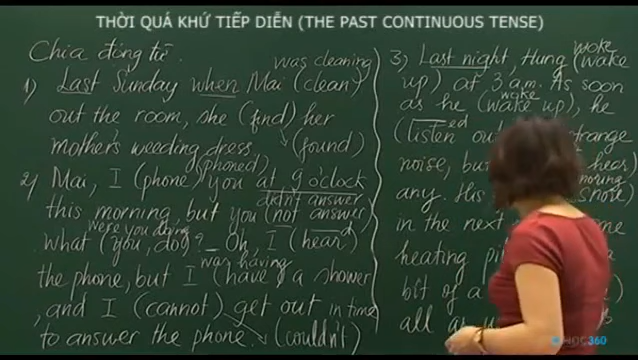 THỜI QUÁ KHỨ TIẾP DIỄN (THE PAST CONTINUOUS TENSE)
Chia động từ.
was cleaning
1) Last Sunday when Mai (clean)
out the room, she (find) her
mother's weeding dress. (found)
(phoned)
2) Mai, I (phone) you at 9 o'clock
didn't answer
this morning, but you (not answer)
were you doing
what (you, do)? _ Oh, I (heard)
was having
the phone, but I (have) a shower
, and I (cannot) get out in time
to answer the phone. (couldn't)
woke
3) Last night, Hung (wake
up) at 3 a.m. As soon
woke
as he (wake up), he
ed
(listen
noise, but hear)
any. His
in the next
heating
bit of a
all
HOC360